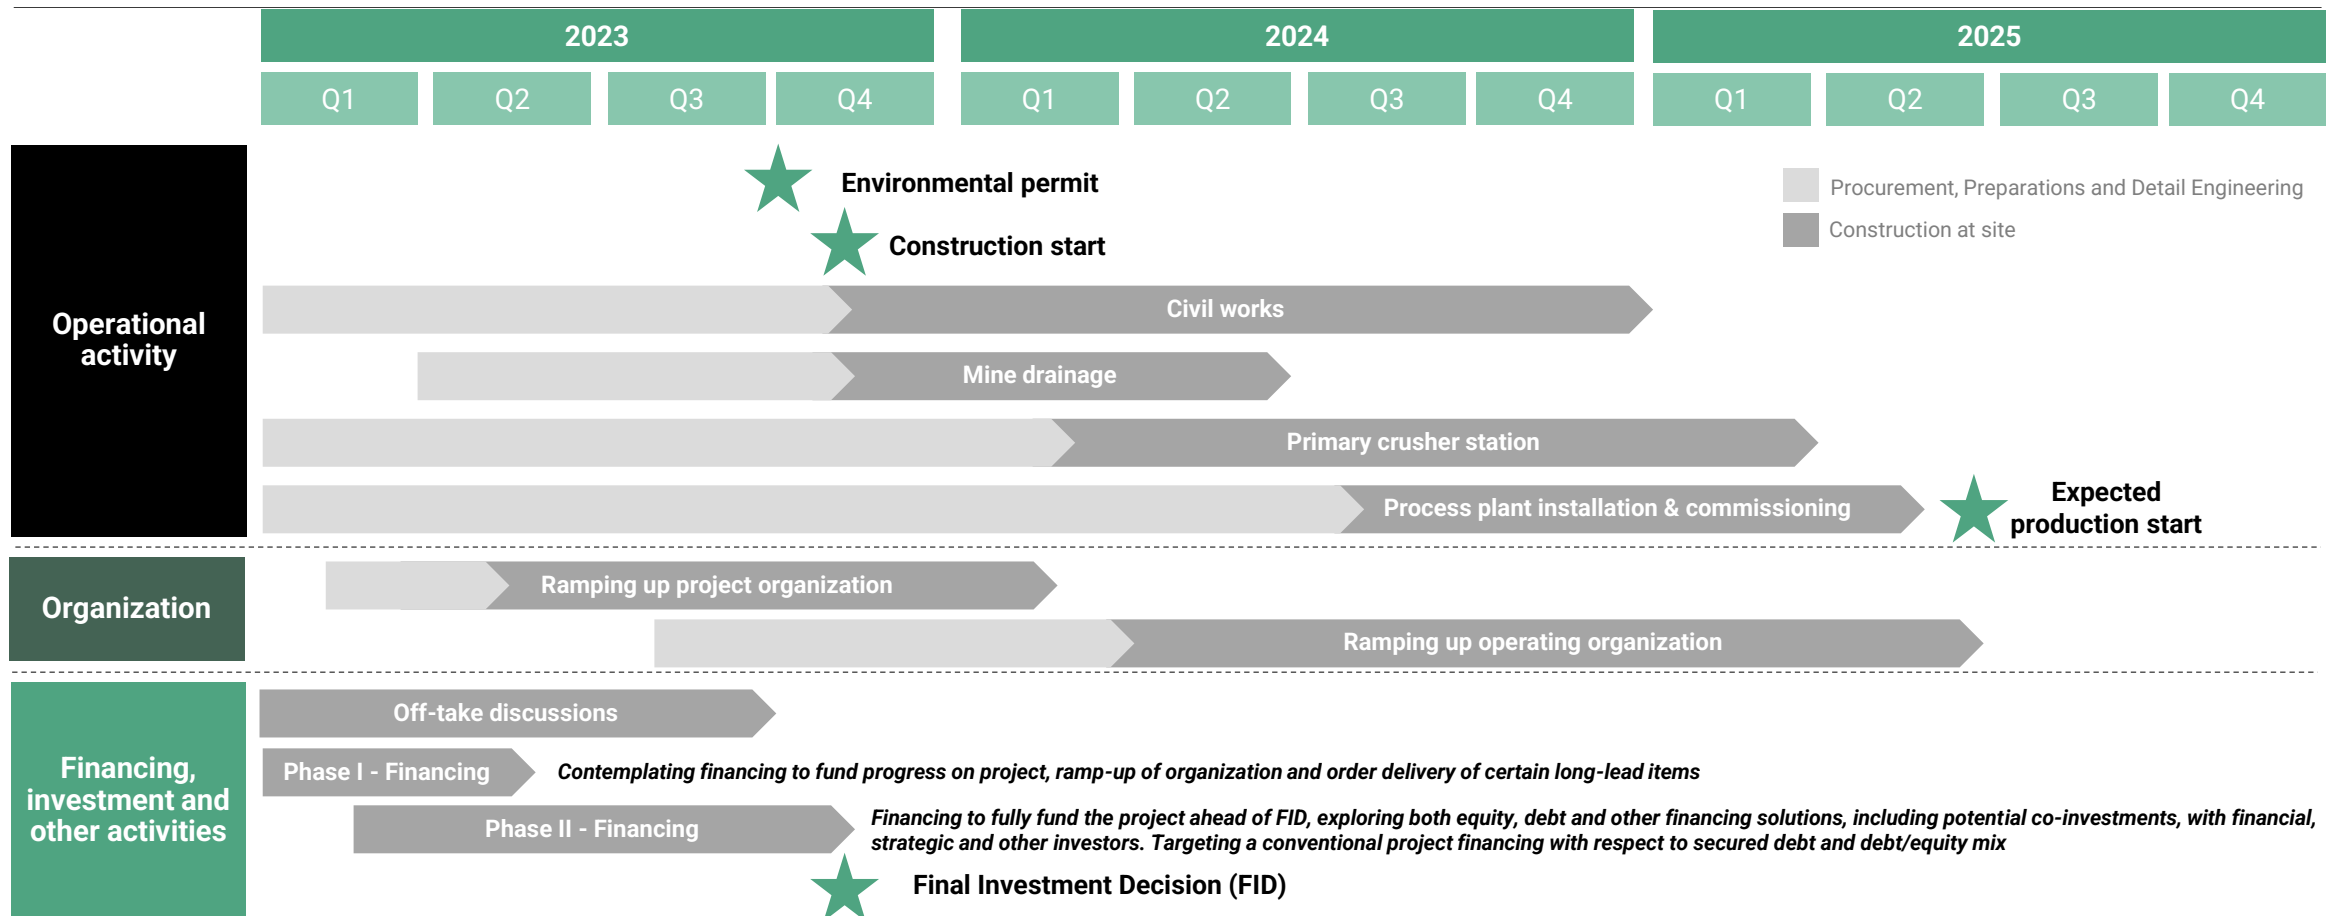 2023 2024 2025
Q1 Q2 Q3 Q4 Q1 Q2 Q3 Q4 Q1 Q2 Q3 Q4
Operational
activity
Environmental permit
Construction start
Procurement, Preparations and Detail Engineering
Construction at site
Civil works
Mine drainage
Primary crusher station
Process plant installation & commissioning
Expected
production start
Organization
Ramping up project organization
Ramping up operating organization
Financing,
investment and
other activities
Off-take discussions
Phase I - Financing
Contemplating financing to fund progress on project, ramp-up of organization and order delivery of certain long-lead items
Phase II - Financing
Financing to fully fund the project ahead of FID, exploring both equity, debt and other financing solutions, including potential co-investments, with financial,
strategic and other investors. Targeting a conventional project financing with respect to secured debt and debt/equity mix
Final Investment Decision (FID)